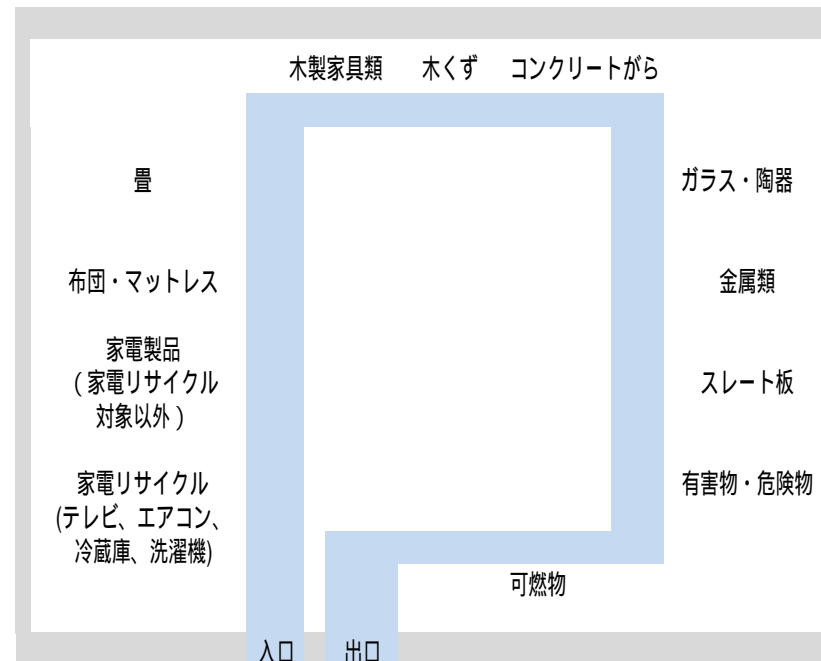 木製家具類 木くず コンクリートがら
畳
ガラス・陶器
布団・マットレス
金属類
家電製品
(家電リサイクル
対象以外)
スレート板
家電リサイクル
(テレビ、エアコン、
冷蔵庫、洗濯機)
有害物・危険物
可燃物
入口 出口